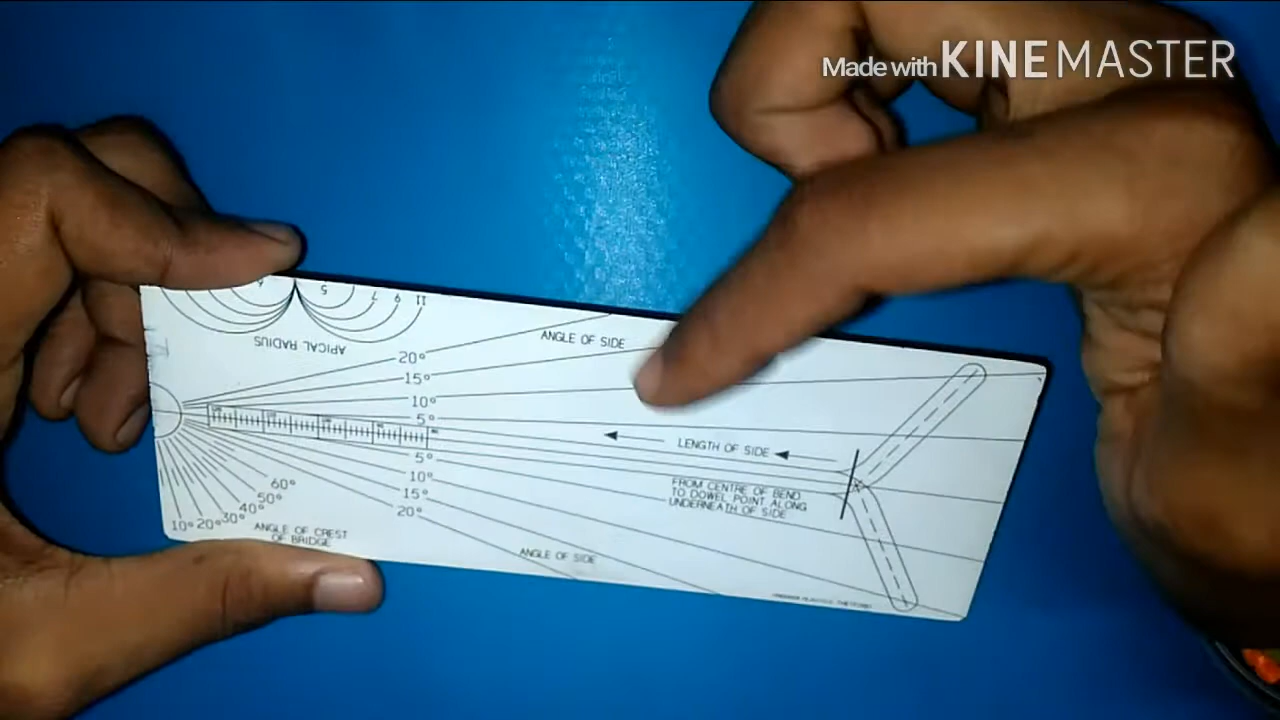 Made with KINEMASTER
5 7 9 11
APICAL RADIUS
ANGLE OF SIDE
20°
15°
10°
5°
LENGTH OF SIDE
FROM CENTRE OF BEND
TO DOWEL POINT ALONG
UNDERNEATH OF SIDE
5°
10°
15°
20°
60°
50°
40°
30°
20°
10°
ANGLE OF CREST
OF BRIDGE
ANGLE OF SIDE